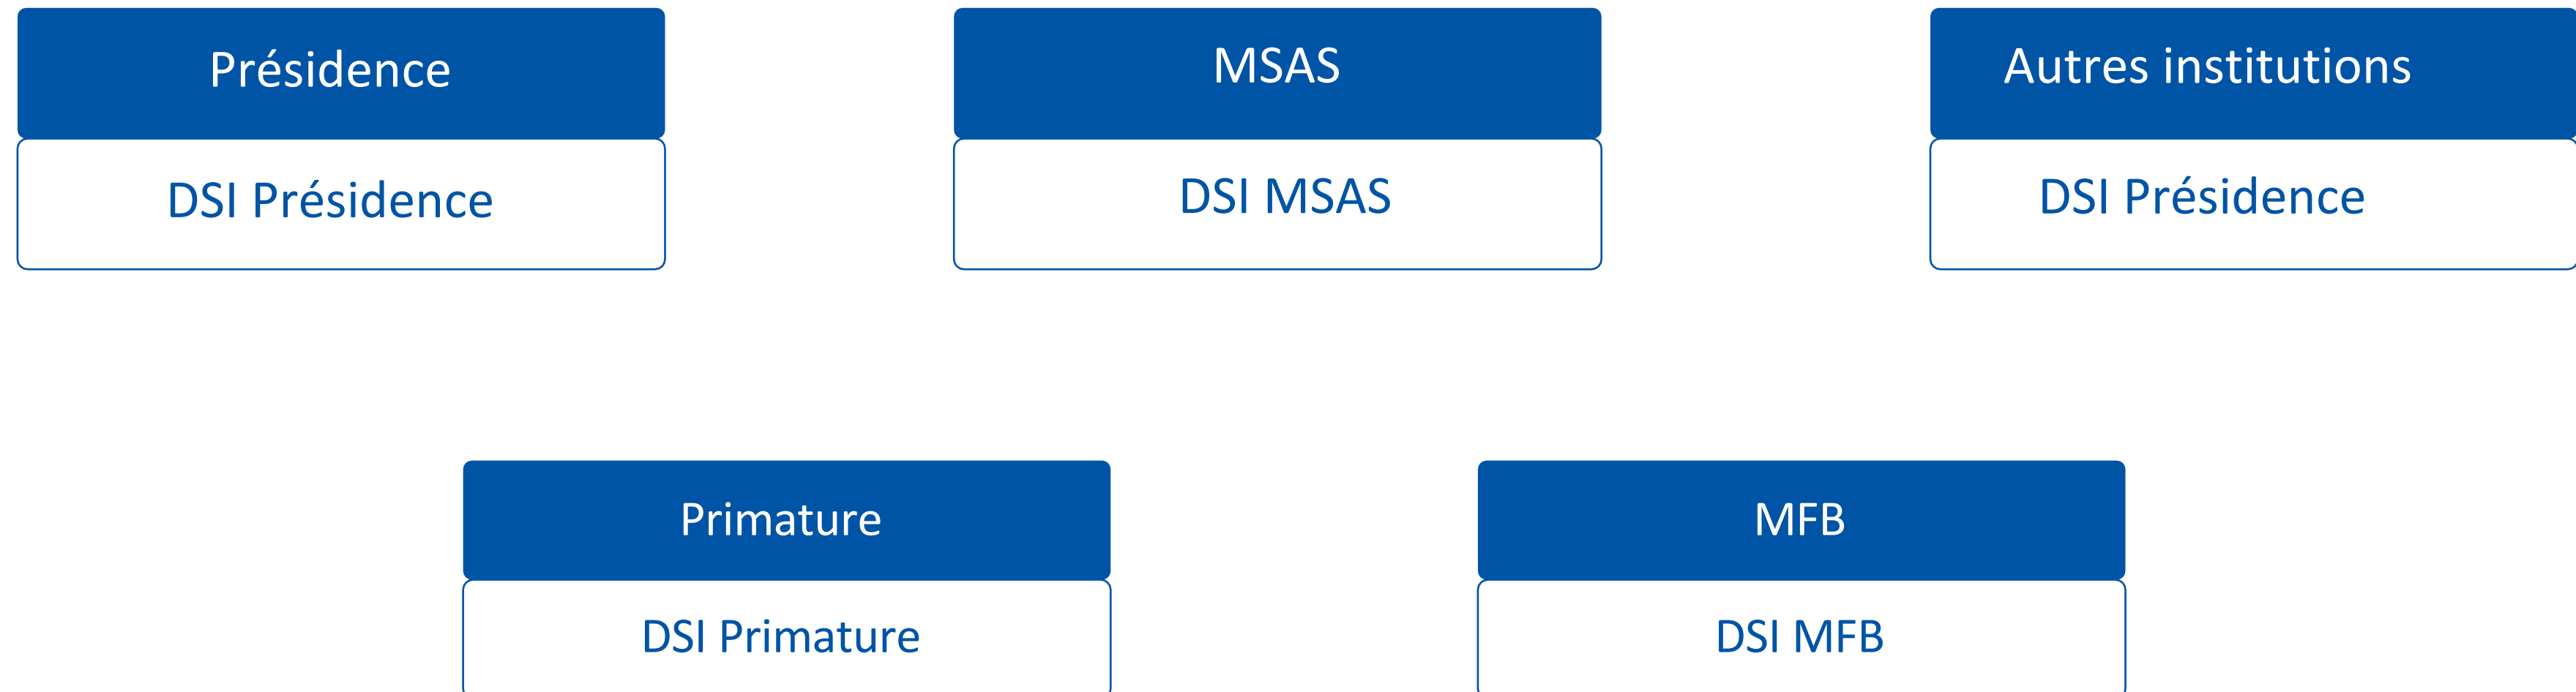 Présidence
DSI Présidence
MSAS
DSI MSAS
Autres institutions
DSI Présidence
Primature
DSI Primature
MFB
DSI MFB